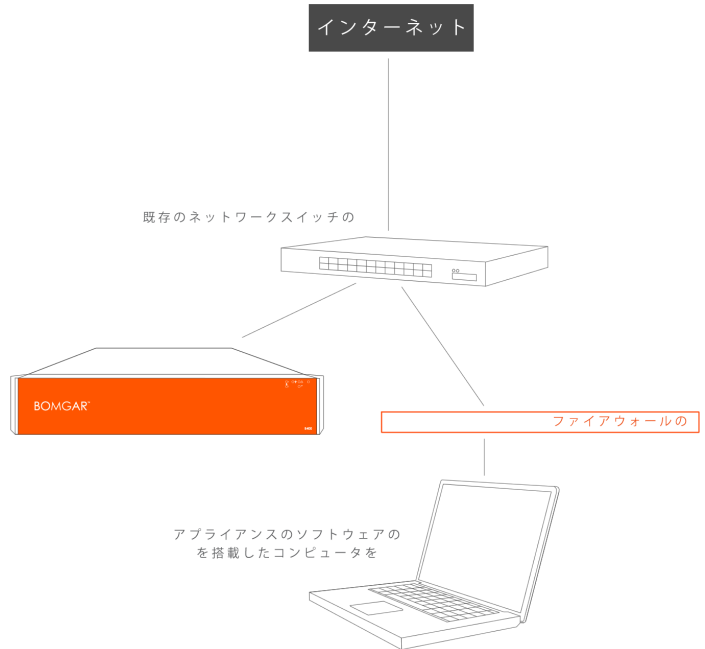 インターネット
既存のネットワークスイッチの
BOMGAR™
ファイアウォールの
アプライアンスのソフトウェアの
を搭載したコンピュータを